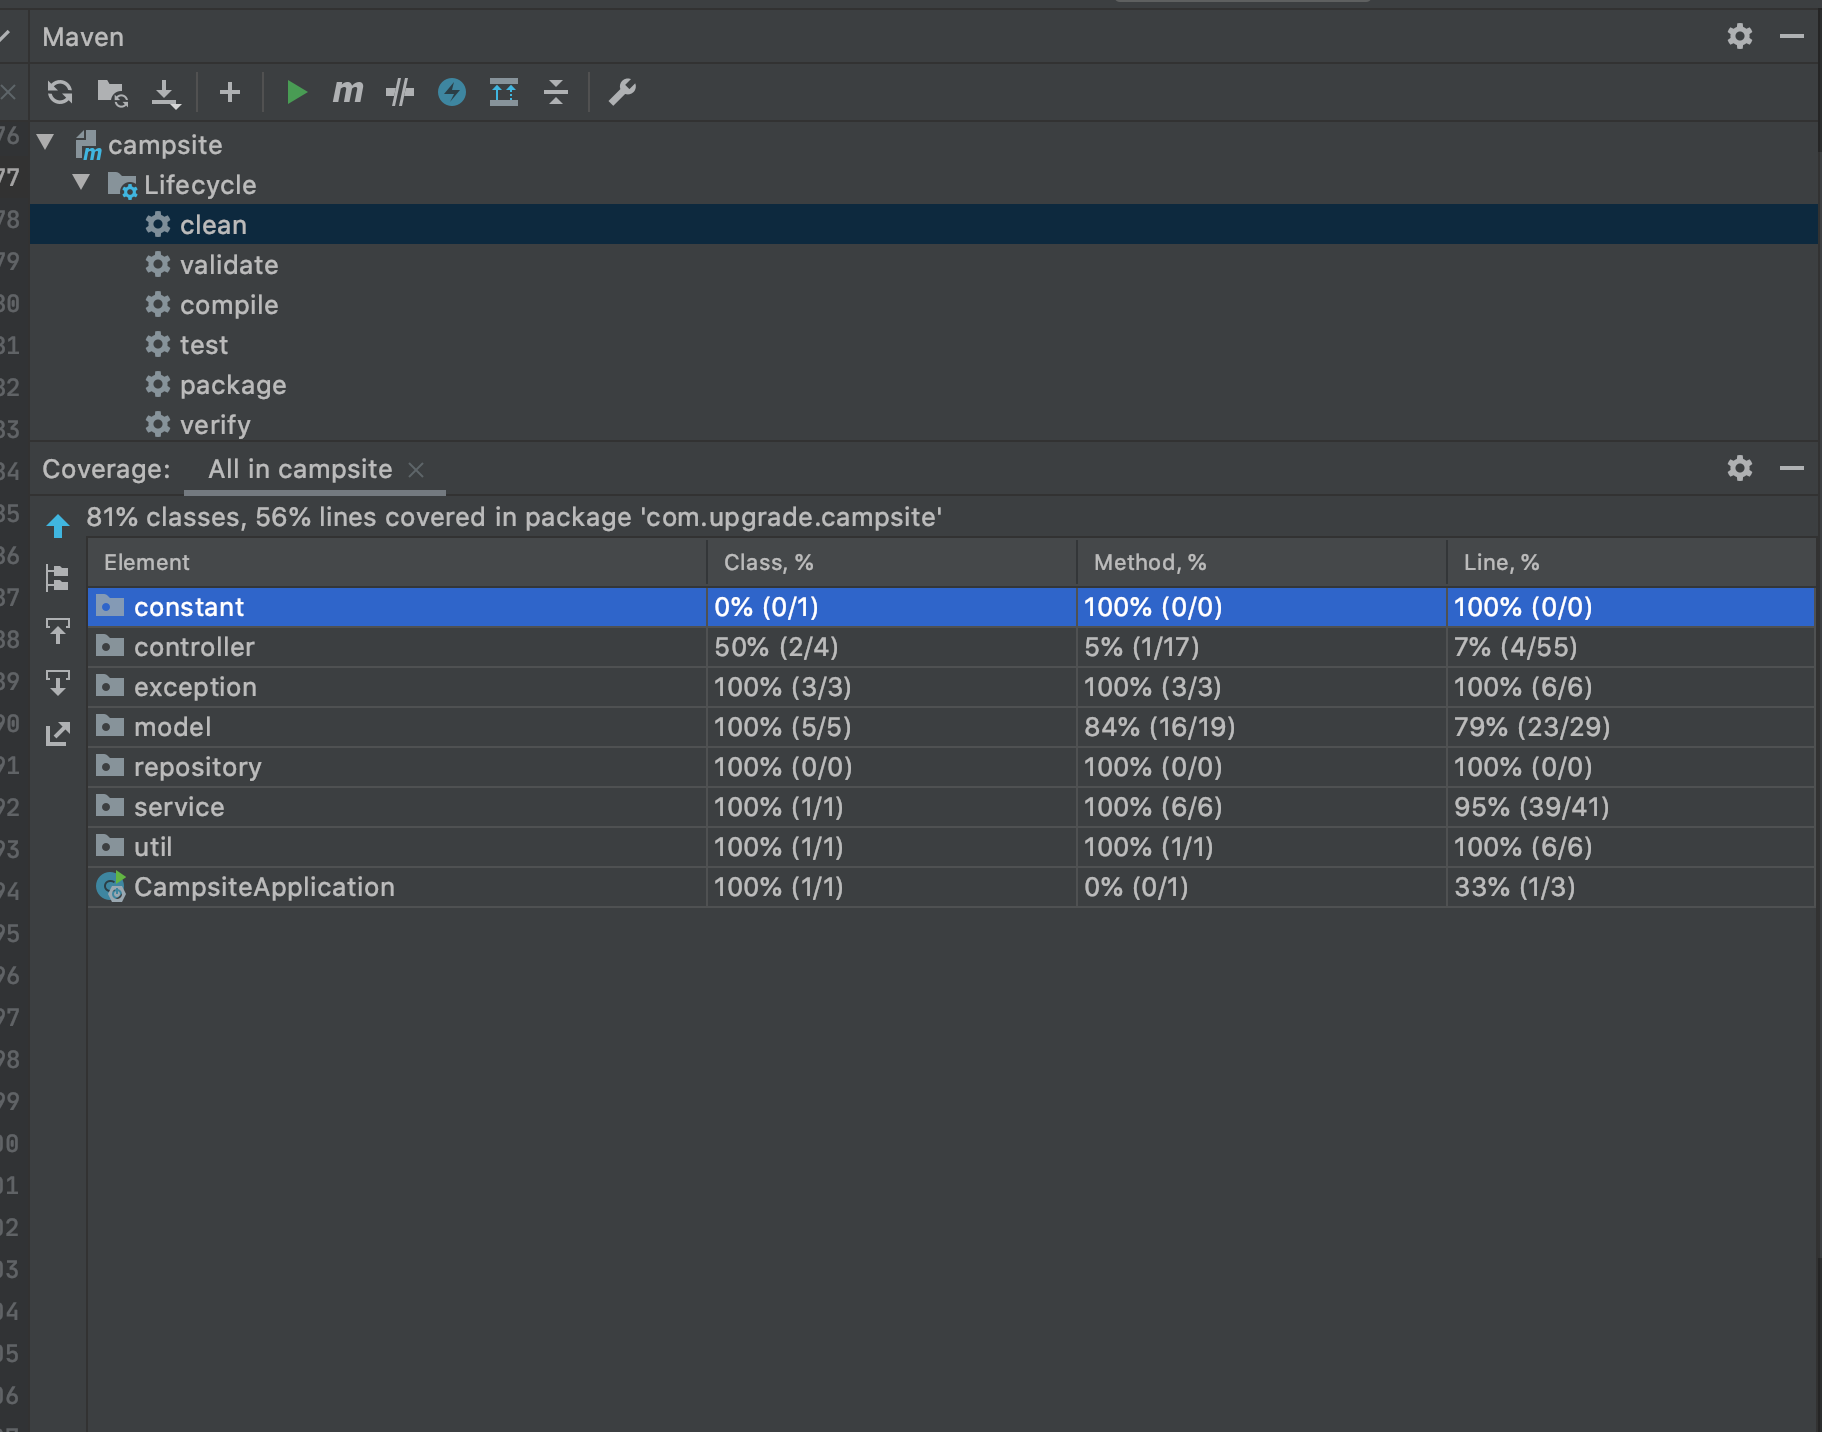 Maven
campsite
Lifecycle
clean
validate
compile
test
package
verify
Coverage: All in campsite
81% classes, 56% lines covered in package 'com.upgrade.campsite'
Element Class, % Method, % Line, %
constant 0% (0/1) 100% (0/0) 100% (0/0)
controller 50% (2/4) 5% (1/17) 7% (4/55)
exception 100% (3/3) 100% (3/3) 100% (6/6)
model 100% (5/5) 84% (16/19) 79% (23/29)
repository 100% (0/0) 100% (0/0) 100% (0/0)
service 100% (1/1) 100% (6/6) 95% (39/41)
util 100% (1/1) 100% (1/1) 100% (6/6)
CampsiteApplication 100% (1/1) 0% (0/1) 33% (1/3)